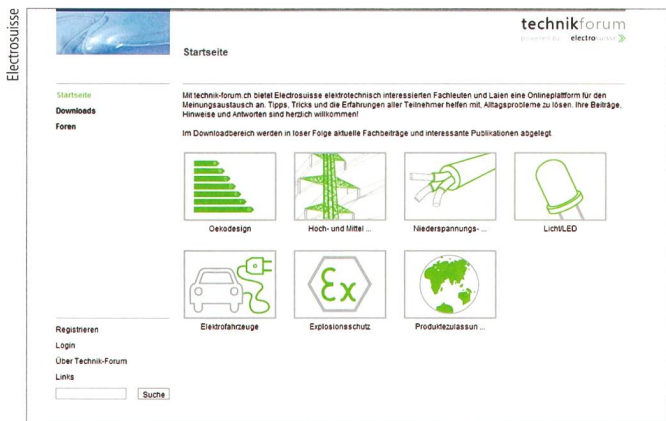 Electrosuisse
technikforum
powered by electrosuisse
Startseite
Startseite
Downloads
Foren
Mit technik-forum.ch bietet Electrosuisse elektrotechnisch interessierten Fachleuten und Laien eine Onlineplattform für den
Meinungsaustausch an. Tipps, Tricks und die Erfahrungen aller Teilnehmer helfen mit, Alltagsprobleme zu lösen. Ihre Beiträge,
Hinweise und Antworten sind herzlich willkommen!
Im Downloadbereich werden in loser Folge aktuelle Fachbeiträge und interessante Publikationen abgelegt.
Oekodesign
Hoch- und Mittel ...
Niederspannungs- ...
Licht/LED
Ex
Elektrofahrzeuge
Explosionsschutz
Produktezulassun ...
Registrieren
Login
Über Technik-Forum
Links
Suche